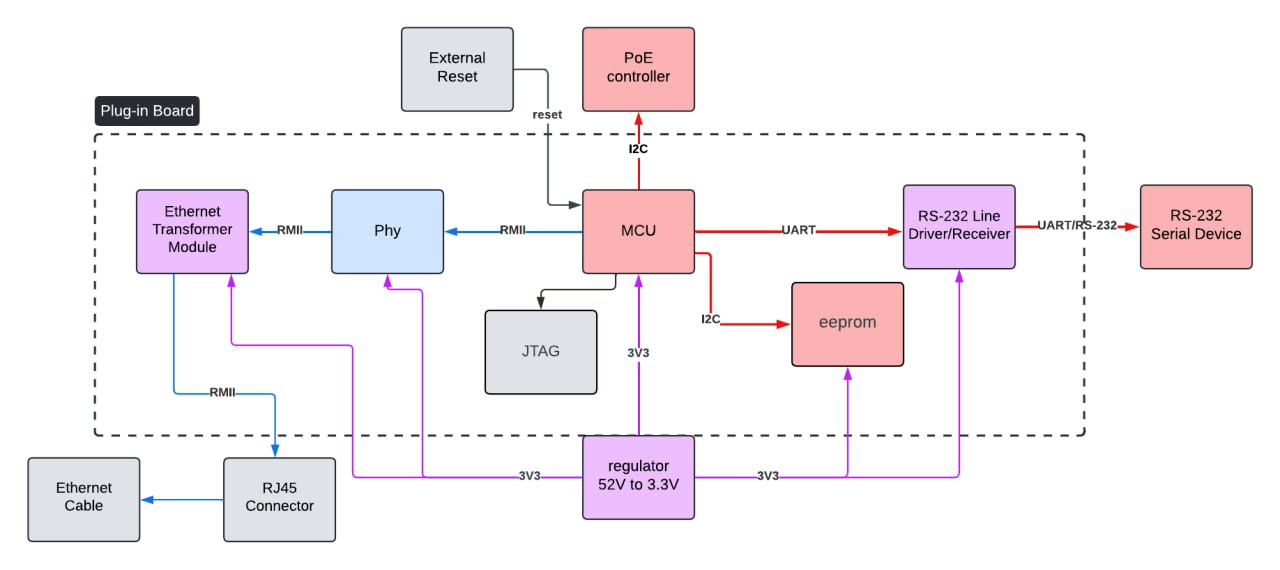 External
Reset
PoE
controller
Plug-in Board
reset
I2C
Ethernet
Transformer
Module
RMII
Phy
RMII
MCU
UART
RS-232 Line
Driver/Receiver
UART/RS-232
RS-232
Serial Device
I2C
eeprom
JTAG
3V3
RMII
regulator
52V to 3.3V
3V3
3V3
Ethernet
Cable
RJ45
Connector